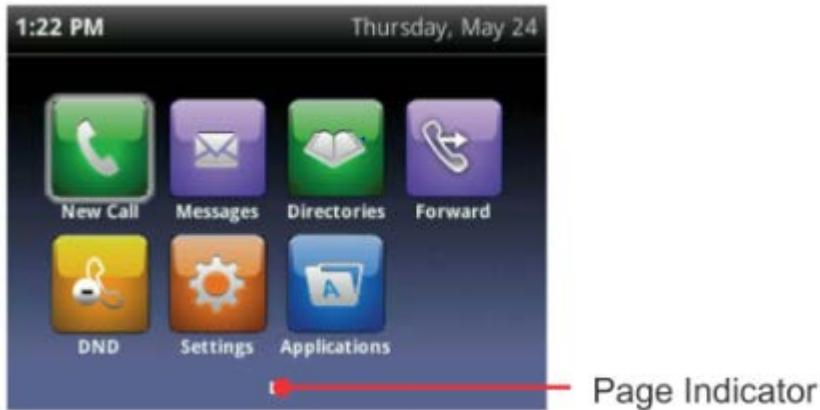 1:22 PM Thursday, May 24
New Call Messages Directories Forward
A
DND Settings Applications
Page Indicator